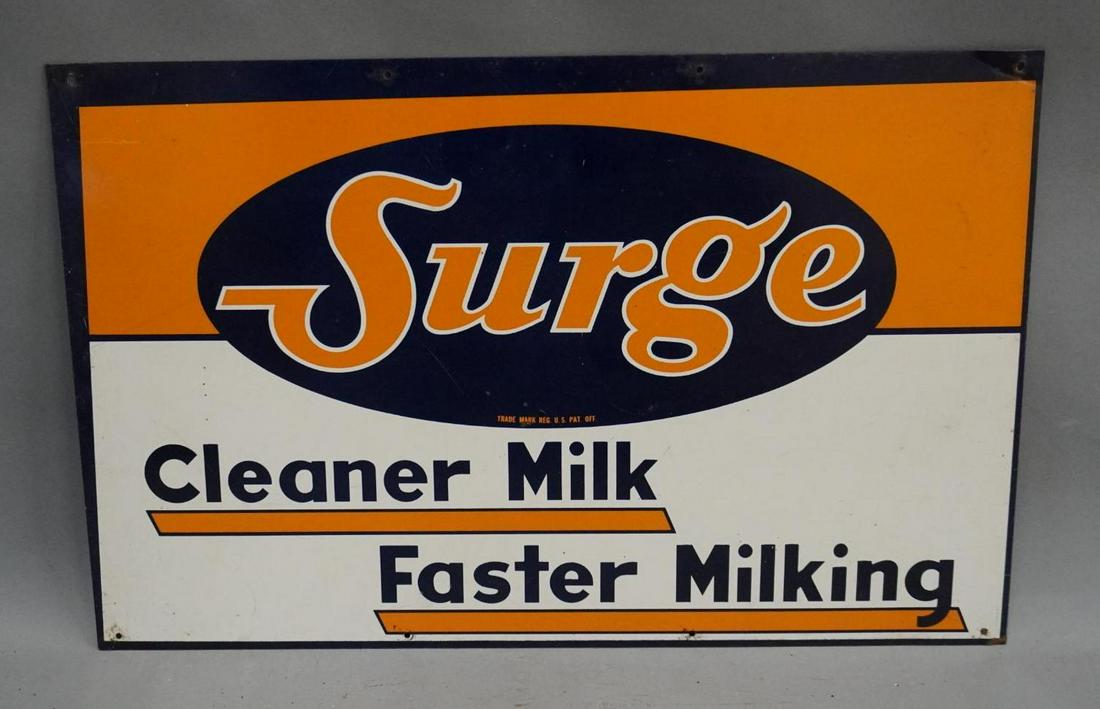 Surge
TRADE MARK REG. U.S. PAT. OFF.
Cleaner Milk
Faster Milking